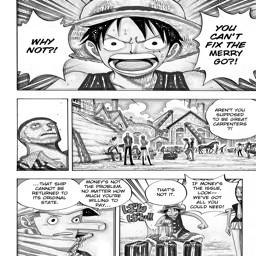 WHY
NOT?!
YOU
CAN'T
FIX THE
MERRY
GO?!
AREN'T YOU
SUPPOSED
TO BE GREAT
CARPENTERS
?!
...THAT SHIP
CANNOT BE
RETURNED TO
ITS ORIGINAL
STATE.
MONEY'S NOT
THE PROBLEM.
NO MATTER HOW
MUCH YOU'RE
WILLING TO
PAY...
THAT'S
NOT IT.
IF MONEY'S
THE ISSUE,
LOOK--
WE'VE GOT
ALL YOU
COULD NEED!